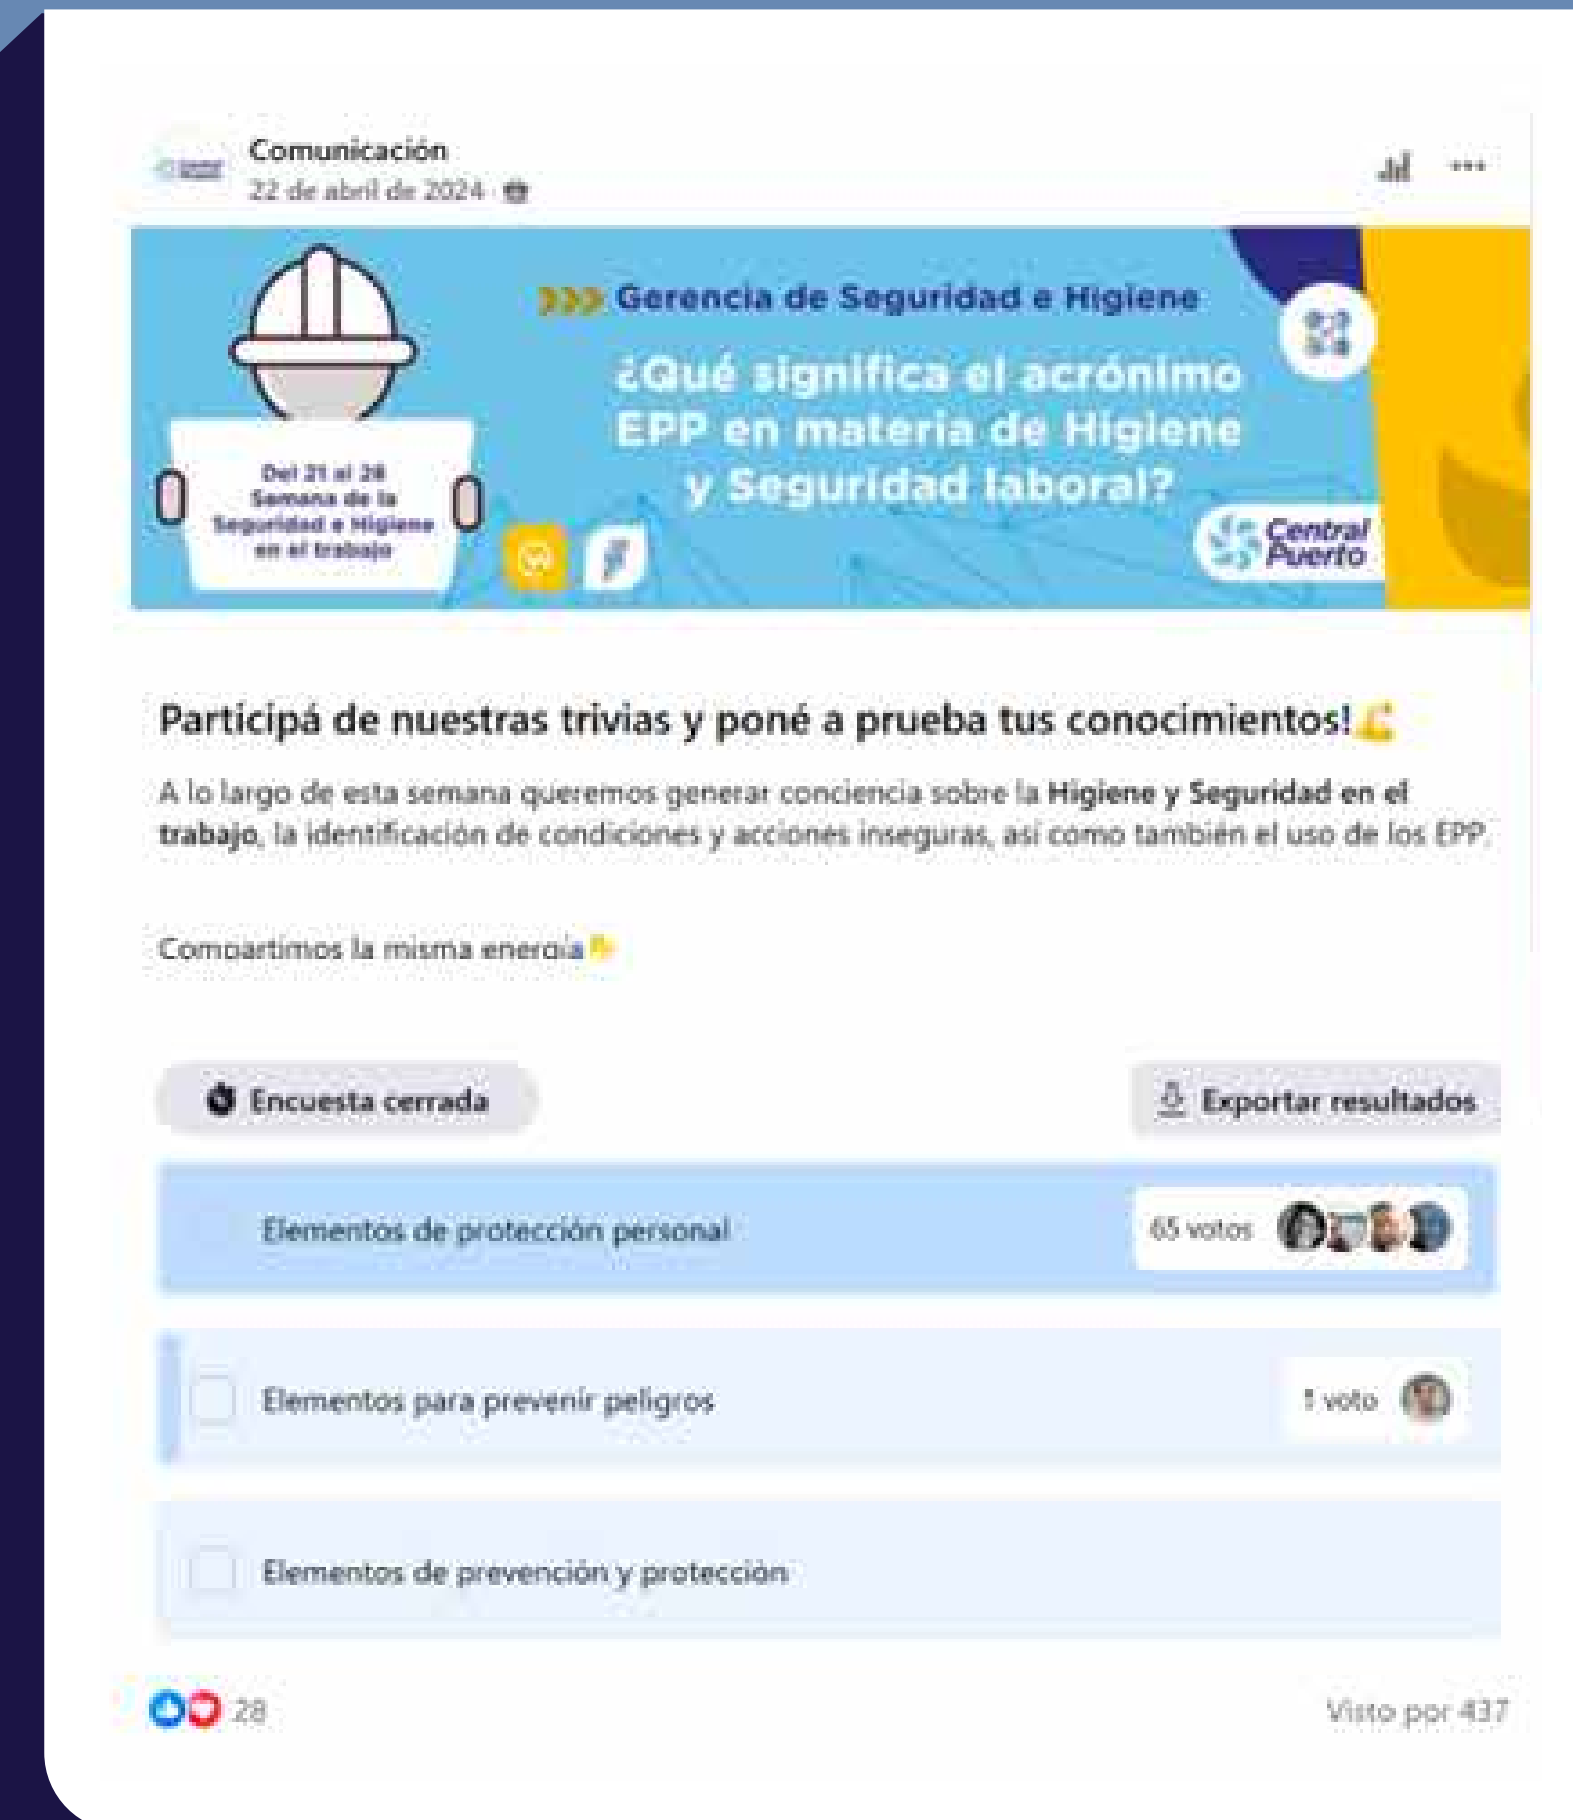 Comunicación
22 de abril de 2024
Gerencia de Seguridad e Higiene
¿Qué significa el acrónimo
EPP en materia de Higiene
y Seguridad laboral?
Del 21 al 28
Semana de la
Seguridad e Higiene
en el trabajo
Central
Puerto
Participá de nuestras trivias y poné a prueba tus conocimientos!💪
A lo largo de esta semana queremos generar conciencia sobre la Higiene y Seguridad en el
trabajo, la identificación de condiciones y acciones inseguras, así como también el uso de los EPP.
Compartimos la misma energía
Encuesta cerrada
Exportar resultados
Elementos de protección personal
65 votos
Elementos para prevenir peligros
1 voto
Elementos de prevención y protección
28
Visto por 437